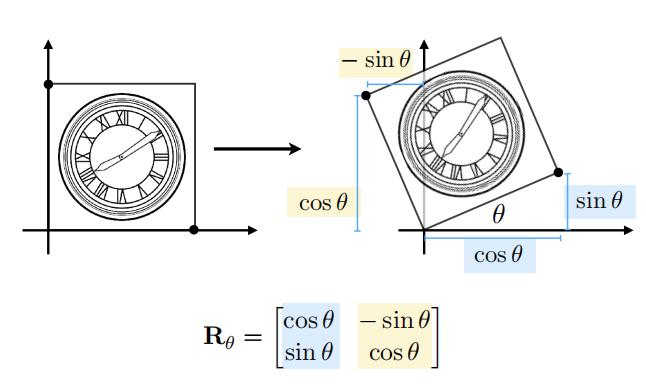 − sin θ
cos θ
θ
sin θ
cos θ
R_θ = [cos θ − sin θ
sin θ cos θ]